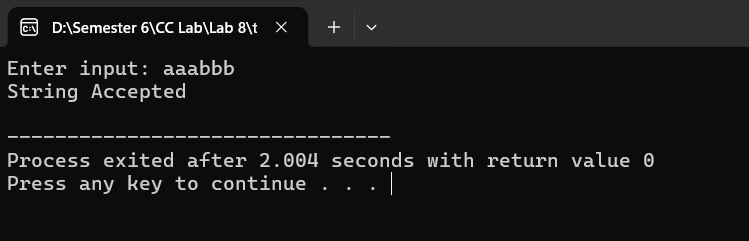 D:\Semester 6\CC Lab\Lab 8\t
Enter input: aaabbb
String Accepted
--------------------------------
Process exited after 2.004 seconds with return value 0
Press any key to continue . . .